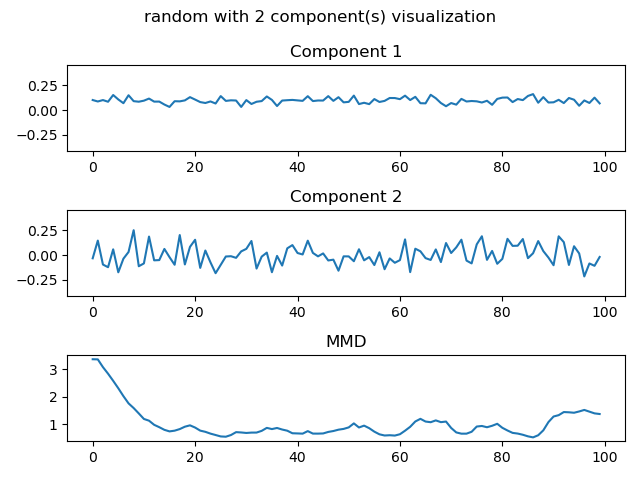 random with 2 component(s) visualization
Component 1
0.25
0.00
−0.25
0 20 40 60 80 100
Component 2
0.25
0.00
−0.25
0 20 40 60 80 100
MMD
3
2
1
0 20 40 60 80 100